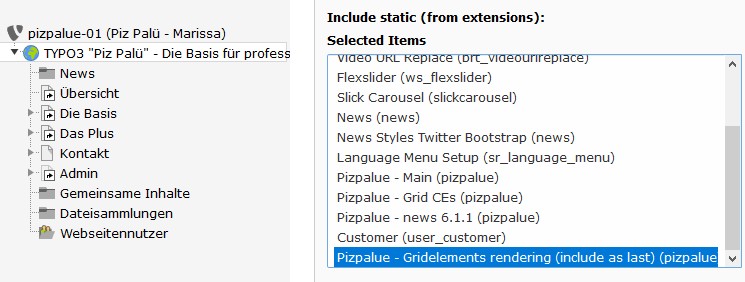 pizpalue-01 (Piz Palü - Marissa)
TYPO3 "Piz Palü" - Die Basis für profess
News
Übersicht
Die Basis
Das Plus
Kontakt
Admin
Gemeinsame Inhalte
Dateisammlungen
Webseitennutzer
Include static (from extensions):
Selected Items
Video URL Replace (brt_videourlreplace)
Flexslider (ws_flexslider)
Slick Carousel (slickcarousel)
News (news)
News Styles Twitter Bootstrap (news)
Language Menu Setup (sr_language_menu)
Pizpalue - Main (pizpalue)
Pizpalue - Grid CEs (pizpalue)
Pizpalue - news 6.1.1 (pizpalue)
Customer (user_customer)
Pizpalue - Gridelements rendering (include as last) (pizpalue